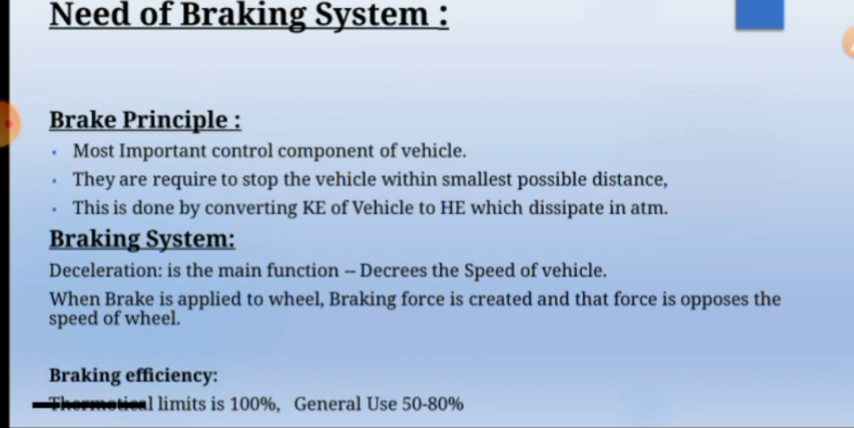 Need of Braking System :
Brake Principle :
· Most Important control component of vehicle.
· They are require to stop the vehicle within smallest possible distance,
· This is done by converting KE of Vehicle to HE which dissipate in atm.
Braking System:
Deceleration: is the main function – Decrees the Speed of vehicle.
When Brake is applied to wheel, Braking force is created and that force is opposes the
speed of wheel.
Braking efficiency:
limits is 100%, General Use 50-80%